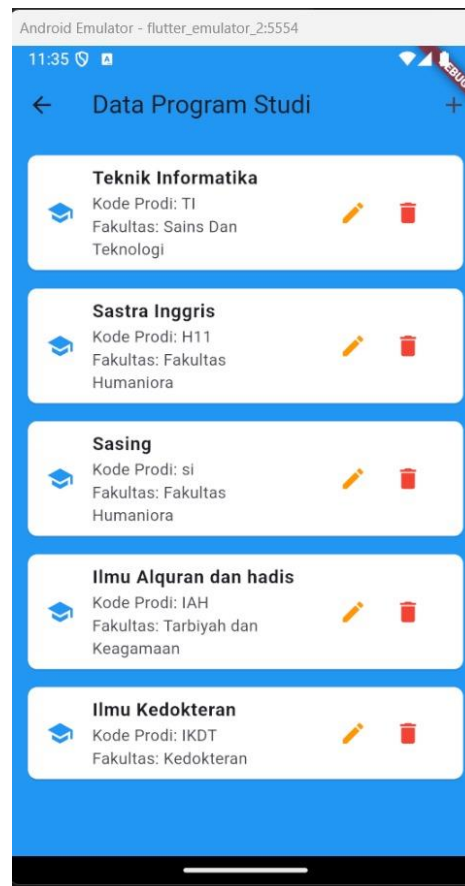 Android Emulator - flutter_emulator_2:5554
11:35
Data Program Studi
Teknik Informatika
Kode Prodi: TI
Fakultas: Sains Dan
Teknologi
Sastra Inggris
Kode Prodi: H11
Fakultas: Fakultas
Humaniora
Sasing
Kode Prodi: si
Fakultas: Fakultas
Humaniora
Ilmu Alquran dan hadis
Kode Prodi: IAH
Fakultas: Tarbiyah dan
Keagamaan
Ilmu Kedokteran
Kode Prodi: IKDT
Fakultas: Kedokteran